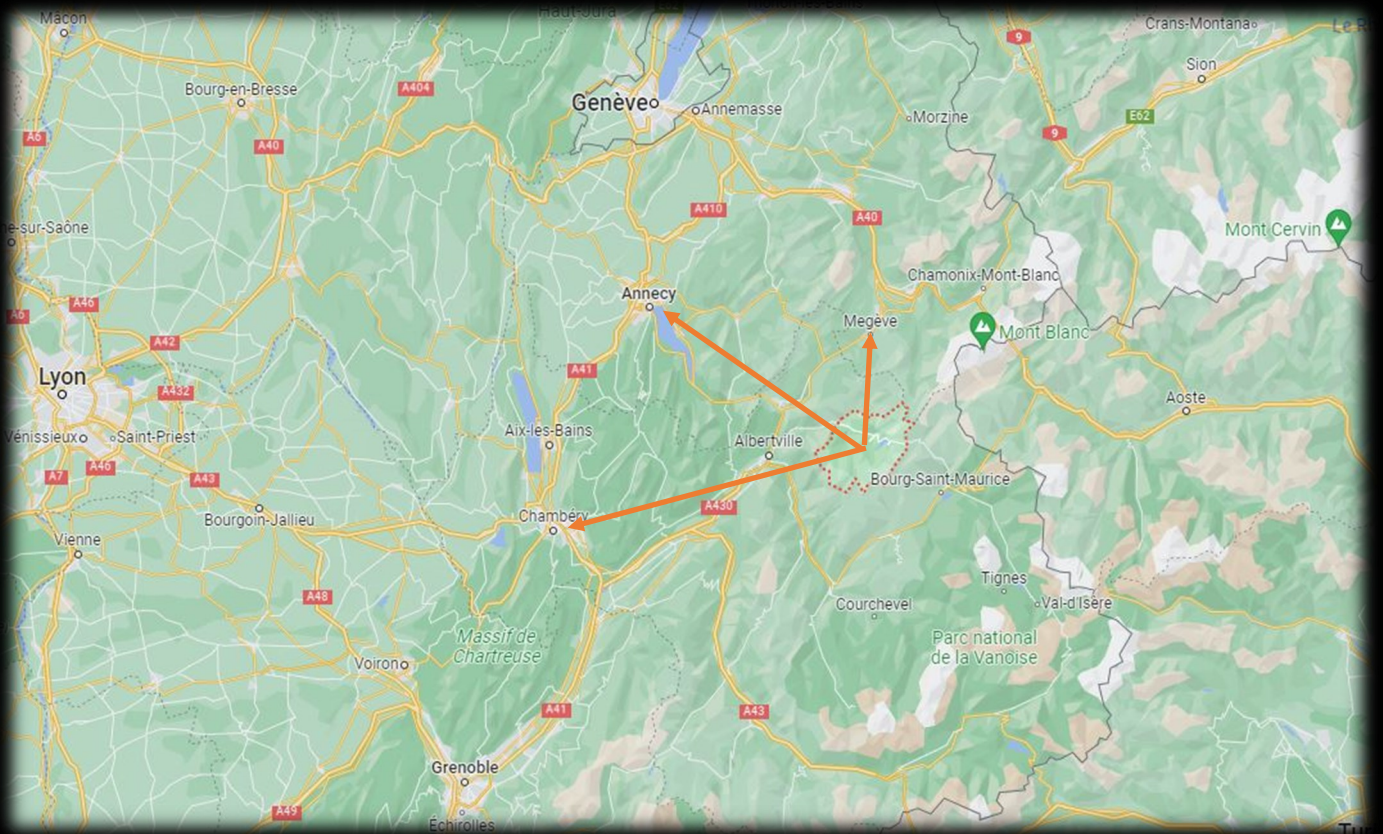 Mâcon
Haut-Jura
Crans-Montana
Sion
Bourg-en-Bresse
A404
Genève
Annemasse
Morzine
9
E62
9
A6
A40
A410
A40
e-sur-Saône
Mont Cervin
Chamonix-Mont-Blanc
Annecy
A46
A6
Megève
Mont Blanc
A42
A41
Lyon
A432
Aoste
Vénissieux
Saint-Priest
Aix-les-Bains
Albertville
A46
A7
A43
Bourg-Saint-Maurice
A430
Chambéry
Bourgoin-Jallieu
Vienne
Tignes
A48
Courchevel
Val-d'Isère
Massif de
Chartreuse
Parc national
de la Vanoise
Voiron
A41
A43
Grenoble
A49
Échirolles